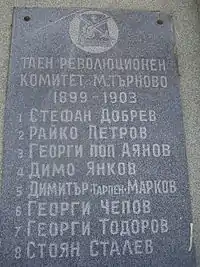 ТАЕН РЕВОЛЮЦИОНЕН
КОМИТЕТ - М.ТЪРНОВО
1899 - 1903
1 СТЕФАН ДОБРЕВ
2 РАЙКО ПЕТРОВ
3 ГЕОРГИ ПОП АЯНОВ
4 ДИМО ЯНКОВ
5 ДИМИТЪР-ТАРПЕН-МАРКОВ
6 ГЕОРГИ ЧЕПОВ
7 ГЕОРГИ ТОДОРОВ
8 СТОЯН СТАЛЕВ